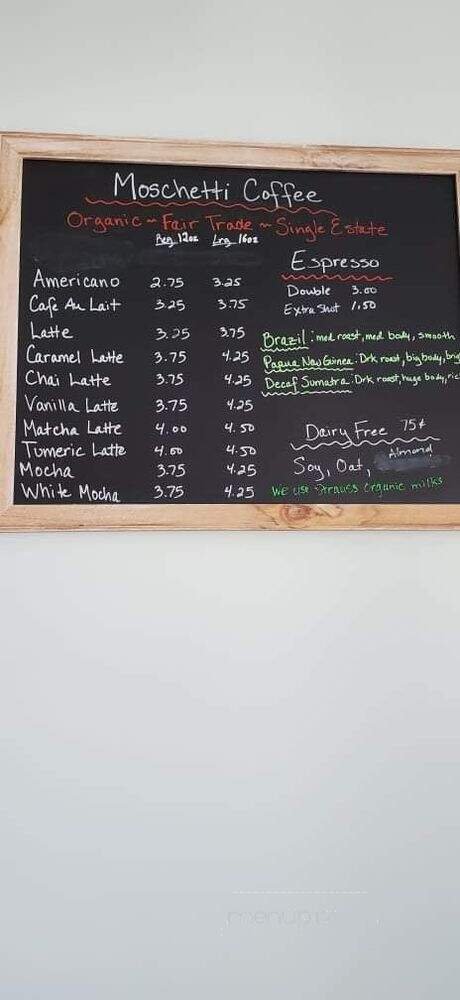 Moschetti Coffee
Organic ~ Fair Trade ~ Single Estate
Reg 12oz Lrg 16oz
Americano 2.75 3.25
Cafe Au Lait 3.25 3.75
Latte 3.25 3.75
Caramel Latte 3.75 4.25
Chai Latte 3.75 4.25
Vanilla Latte 3.75 4.25
Matcha Latte 4.00 4.50
Tumeric Latte 4.00 4.50
Mocha 3.75 4.25
White Mocha 3.75 4.25
Espresso
Double 3.00
Extra Shot 1.50
Brazil: med roast, med body, smooth
Papua New Guinea: Drk roast, big body, brig
Decaf Sumatra: Drk roast, huge body, ric
Dairy Free 75¢
Soy, Oat, Almond
We use Strauss organic milks
menupix